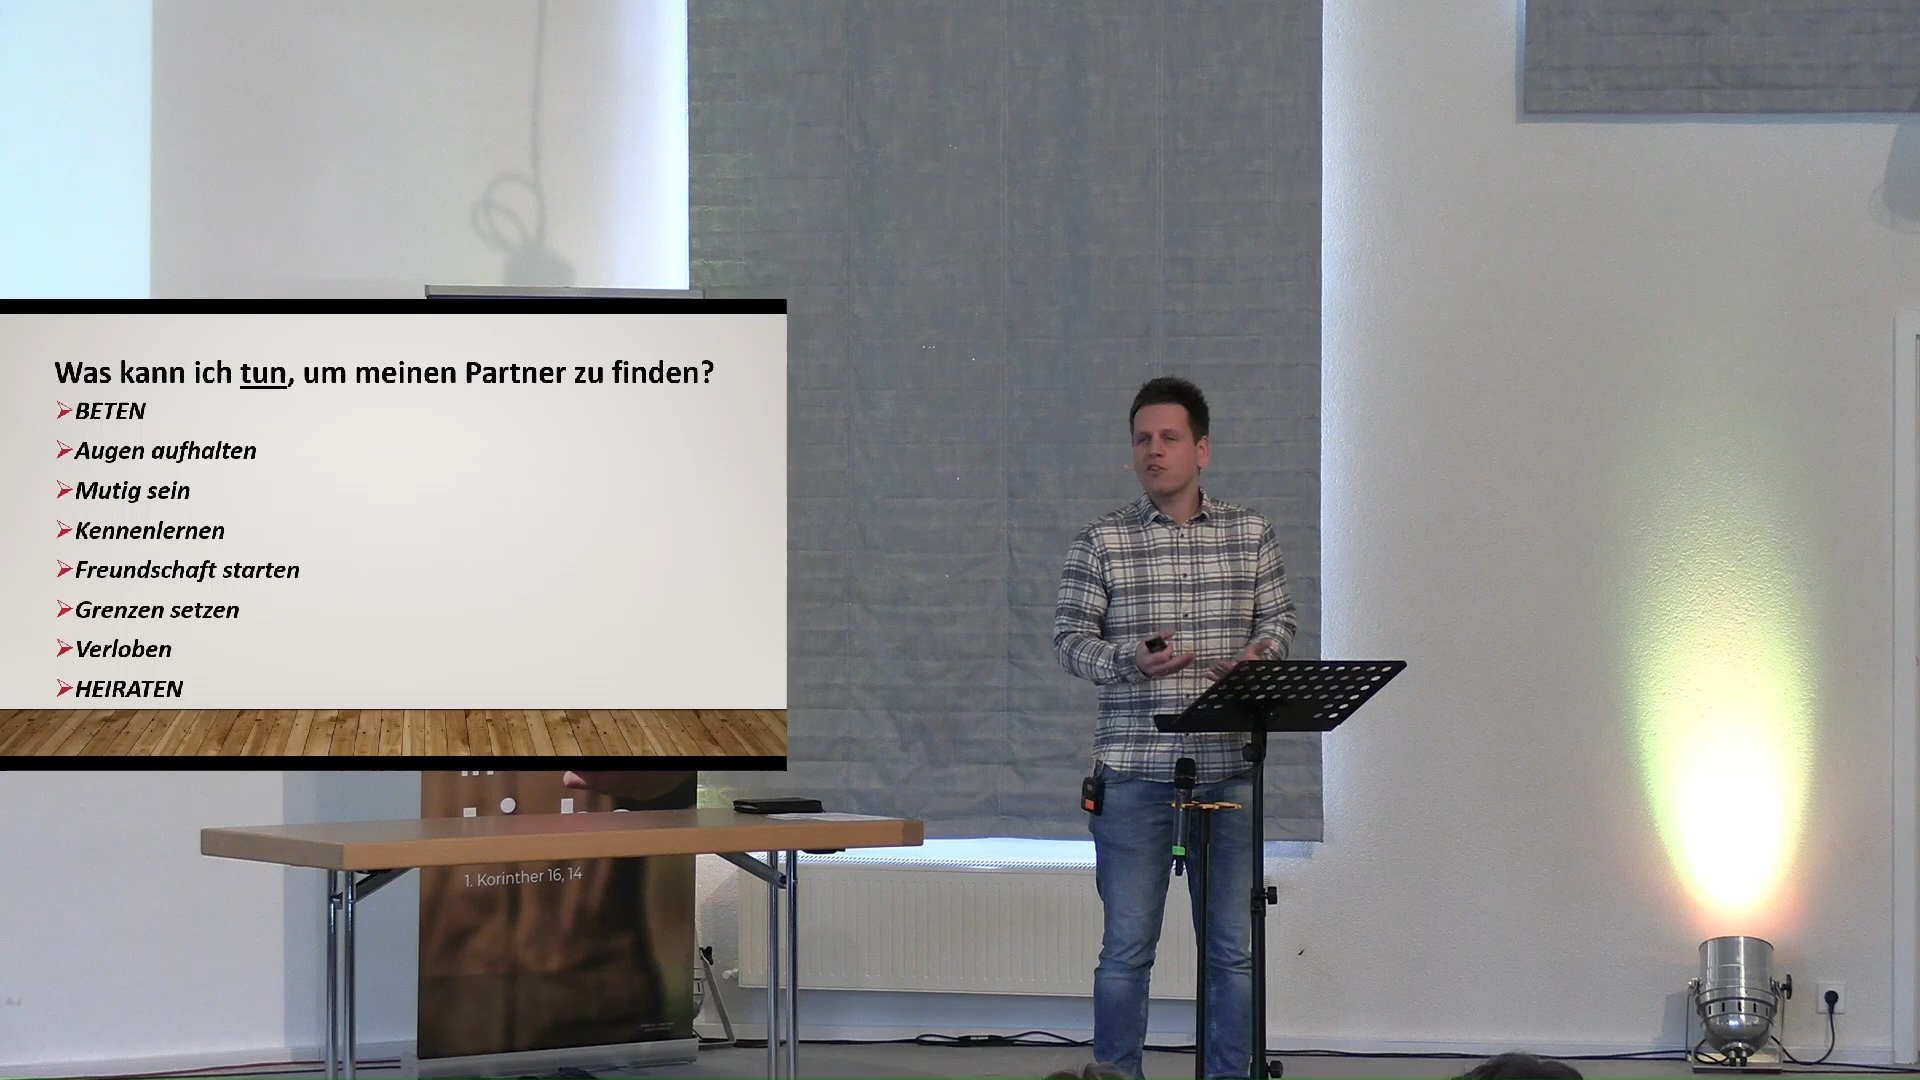 Was kann ich tun, um meinen Partner zu finden?
BETEN
Augen aufhalten
Mutig sein
Kennenlernen
Freundschaft starten
Grenzen setzen
Verloben
HEIRATEN
1. Korinther 16, 14